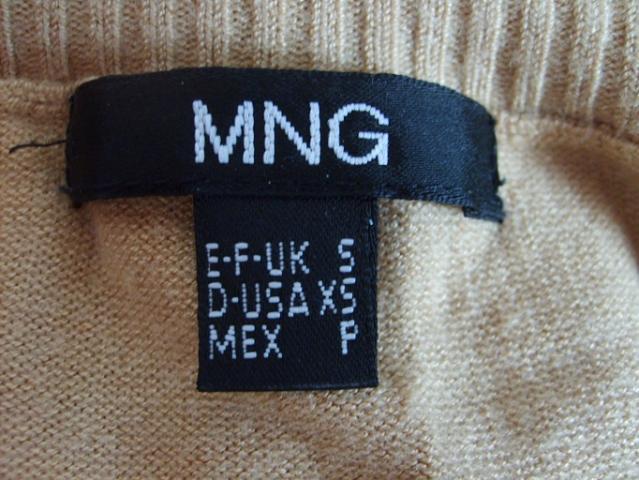 MNG
E-F-UK S
D-USA XS
MEX P